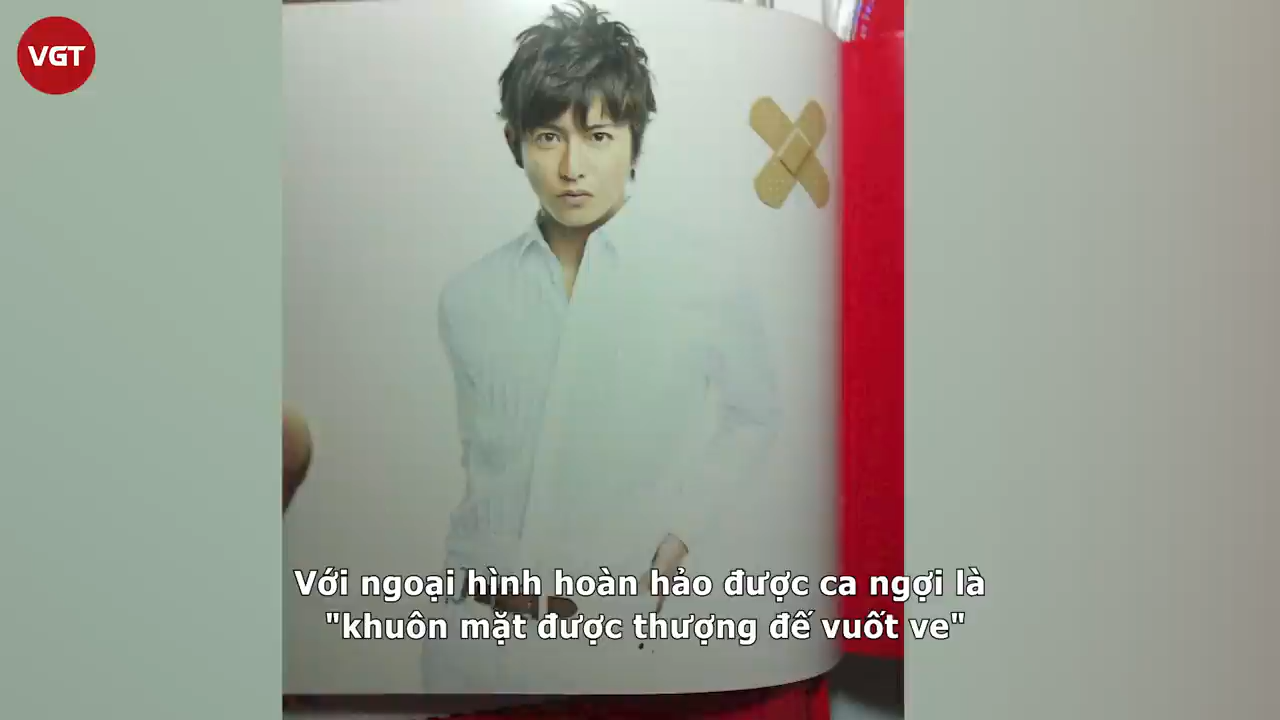 VGT
Với ngoại hình hoàn hảo được ca ngợi là
"khuôn mặt được thượng đế vuốt ve"